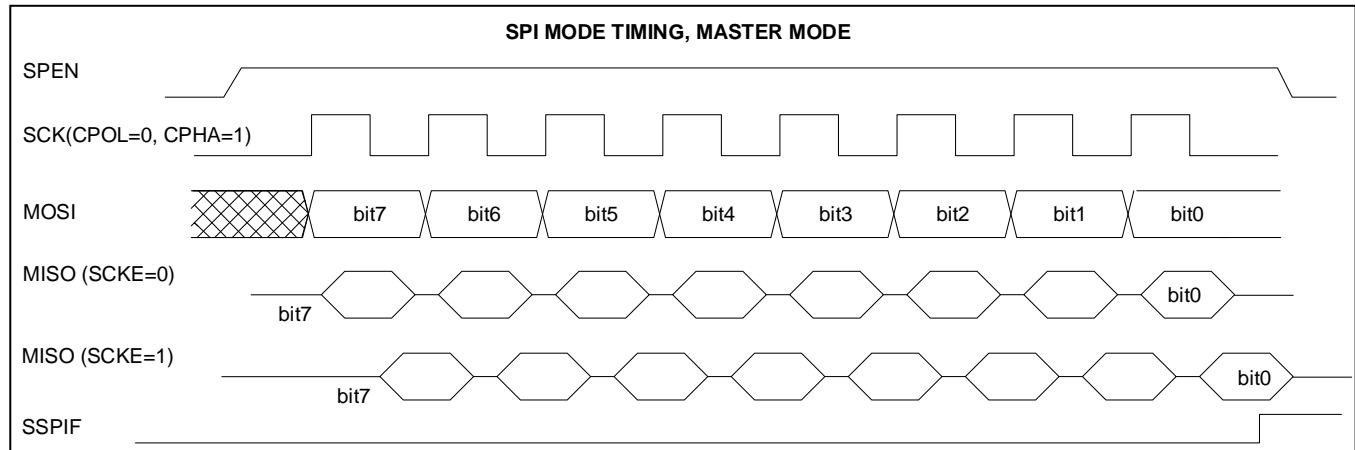 SPI MODE TIMING, MASTER MODE
SPEN
SCK(CPOL=0, CPHA=1)
MOSI bit7 bit6 bit5 bit4 bit3 bit2 bit1 bit0
MISO (SCKE=0)
bit7 bit0
MISO (SCKE=1)
bit7 bit0
SSPIF